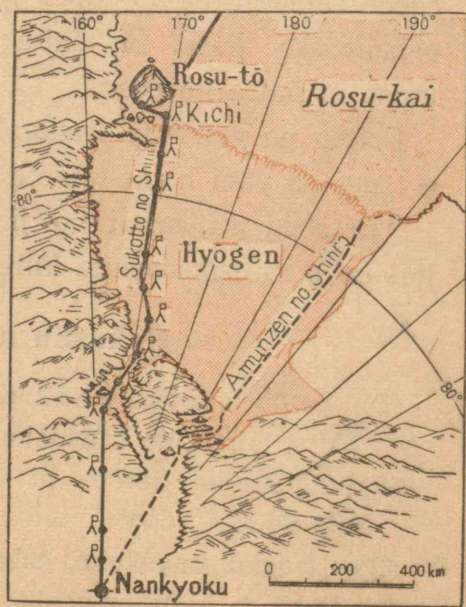 160° 170° 180° 190°
Rosu-tō
Rosu-kai
Kichi
80°
Sukotto no Shinro
Hyōgen
Amunzen no Shinro
80°
Nankyoku
0 200 400 km